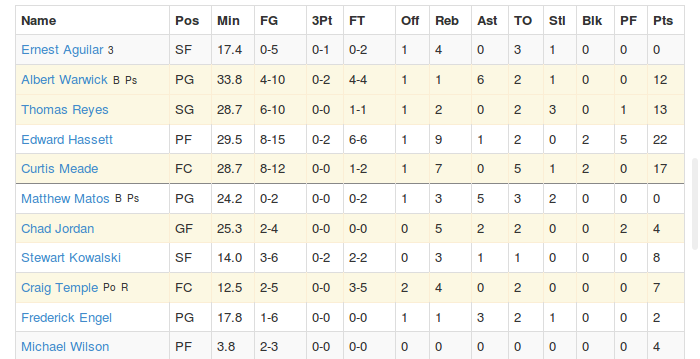 Name Pos Min FG 3Pt FT Off Reb Ast TO Stl Blk PF Pts
Ernest Aguilar 3 SF 17.4 0-5 0-1 0-2 1 4 0 3 1 0 0 0
Albert Warwick B Ps PG 33.8 4-10 0-2 4-4 1 1 6 2 1 0 0 12
Thomas Reyes SG 28.7 6-10 0-0 1-1 1 2 0 2 3 0 1 13
Edward Hassett PF 29.5 8-15 0-2 6-6 1 9 1 2 0 2 5 22
Curtis Meade FC 28.7 8-12 0-0 1-2 1 7 0 5 1 2 0 17
Matthew Matos B Ps PG 24.2 0-2 0-0 0-2 1 3 5 3 2 0 0 0
Chad Jordan GF 25.3 2-4 0-0 0-0 0 5 2 2 0 0 2 4
Stewart Kowalski SF 14.0 3-6 0-2 2-2 0 3 1 1 0 0 0 8
Craig Temple Po R FC 12.5 2-5 0-0 3-5 2 4 0 2 0 0 0 7
Frederick Engel PG 17.8 1-6 0-0 0-0 1 1 3 2 1 0 0 2
Michael Wilson PF 3.8 2-3 0-0 0-0 0 0 0 0 0 0 0 4